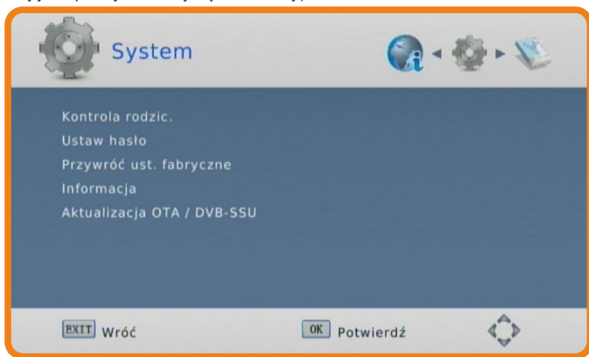 System
Kontrola rodzic.
Ustaw hasło
Przywróć ust. fabryczne
Informacja
Aktualizacja OTA / DVB-SSU
EXIT Wróć OK Potwierdź